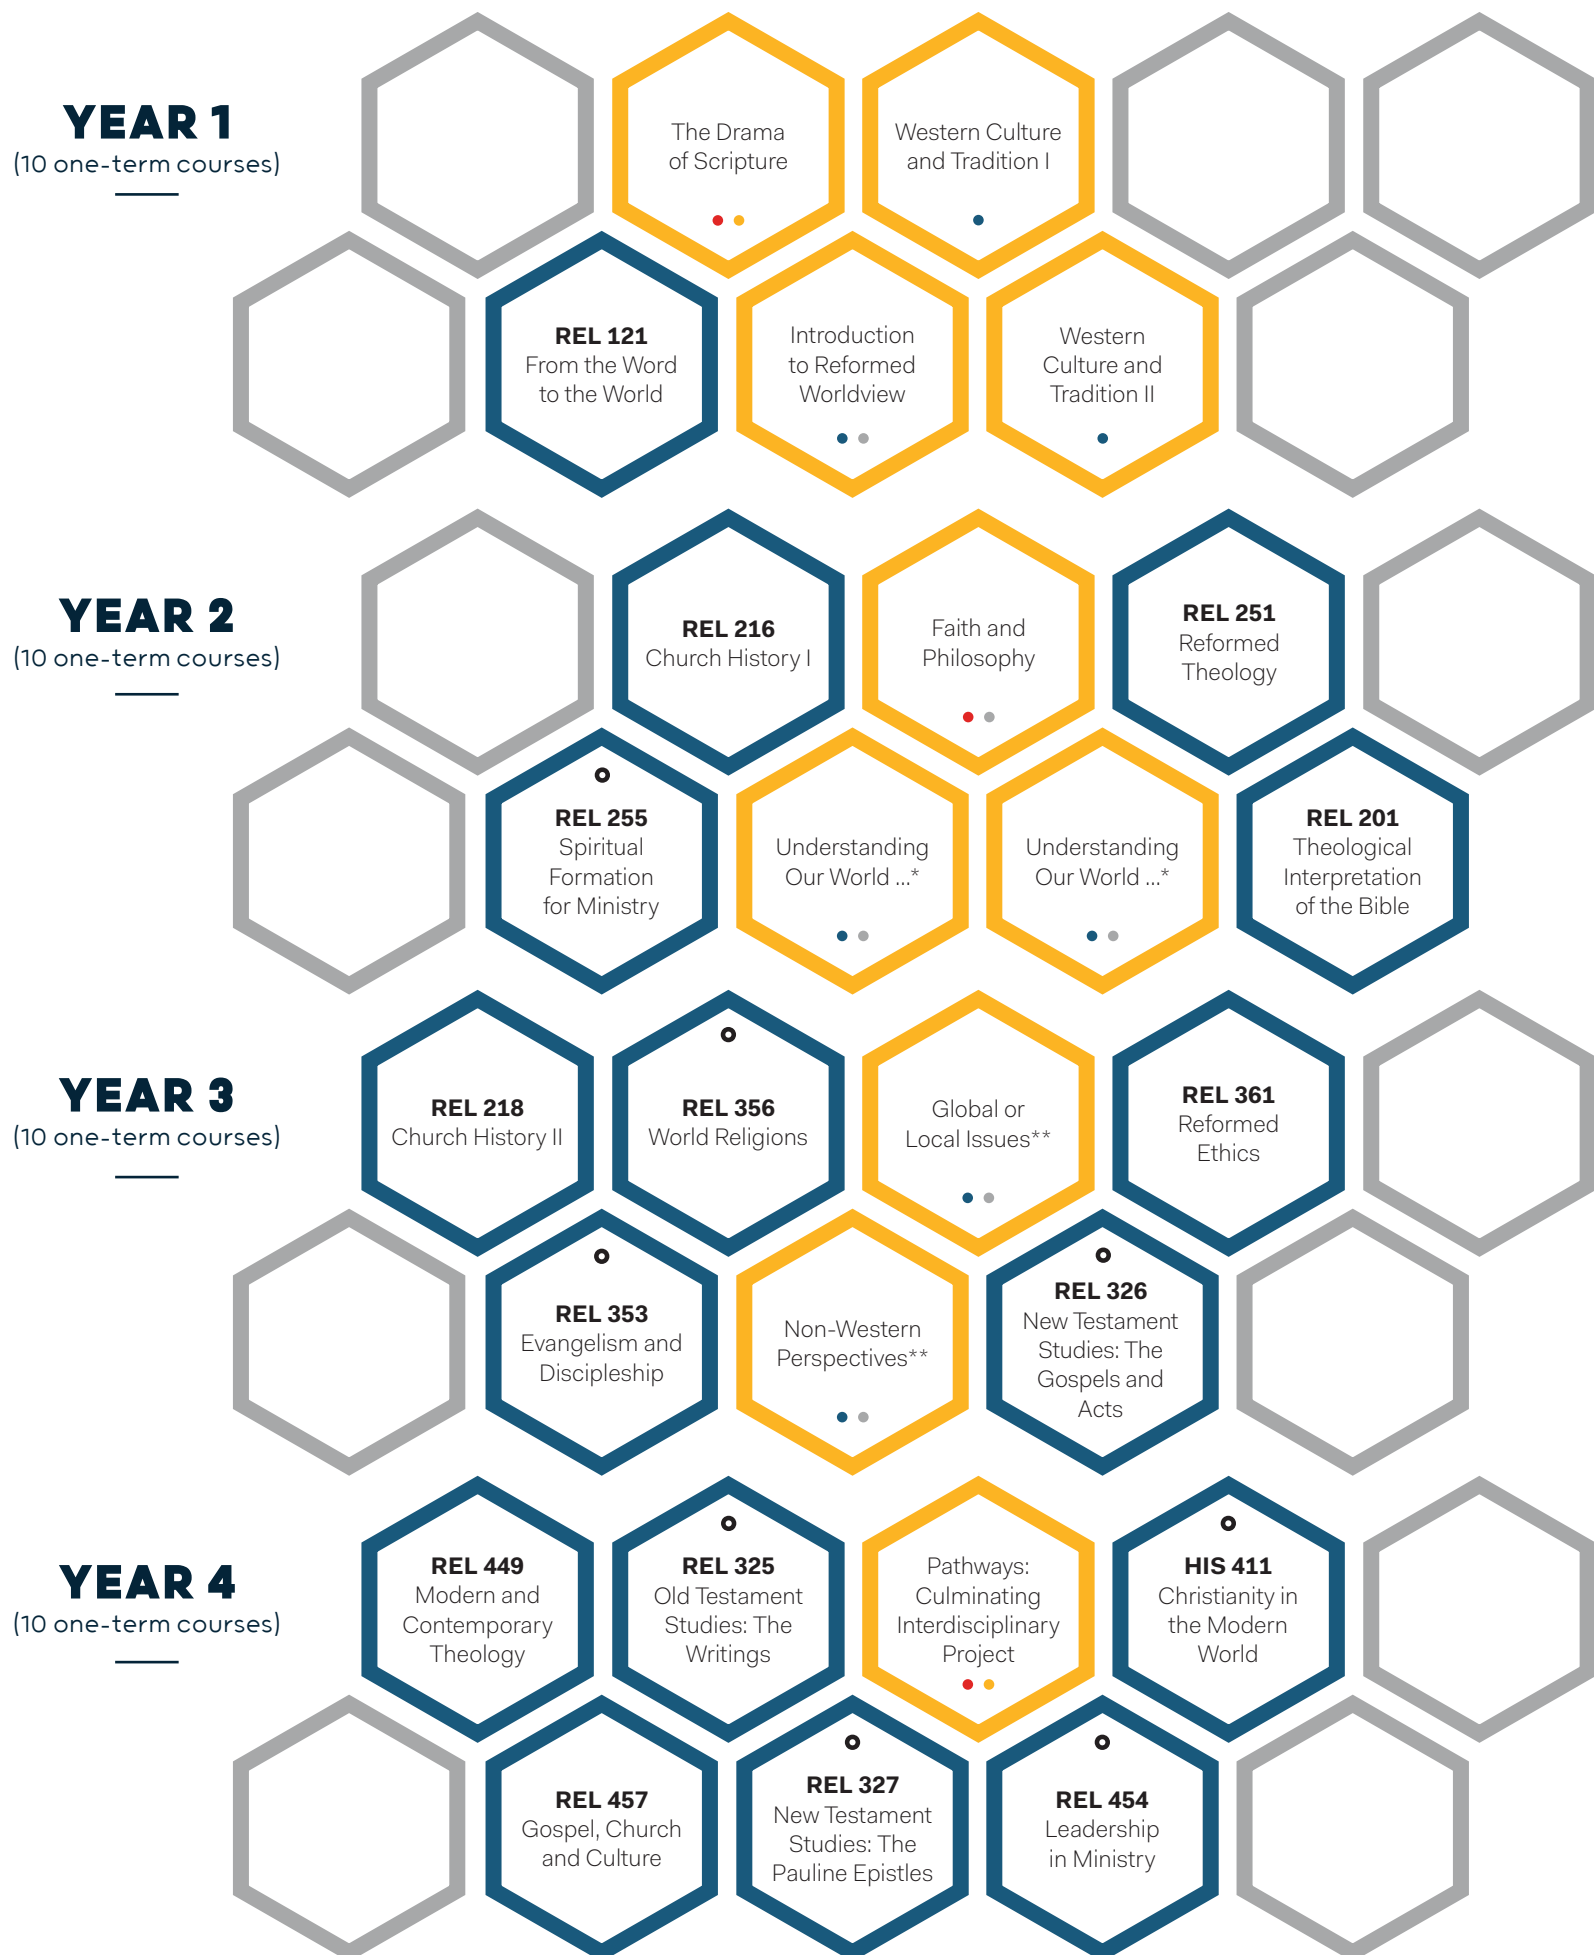 YEAR 1
(10 one-term courses)
The Drama
of Scripture
Western Culture
and Tradition I
REL 121
From the Word
to the World
Introduction
to Reformed
Worldview
Western
Culture and
Tradition II
YEAR 2
(10 one-term courses)
REL 216
Church History I
Faith and
Philosophy
REL 251
Reformed
Theology
REL 255
Spiritual
Formation
for Ministry
Understanding
Our World ...*
Understanding
Our World ...*
REL 201
Theological
Interpretation
of the Bible
YEAR 3
(10 one-term courses)
REL 218
Church History II
REL 356
World Religions
Global or
Local Issues**
REL 361
Reformed
Ethics
REL 353
Evangelism and
Discipleship
Non-Western
Perspectives**
REL 326
New Testament
Studies: The
Gospels and
Acts
YEAR 4
(10 one-term courses)
REL 449
Modern and
Contemporary
Theology
REL 325
Old Testament
Studies: The
Writings
Pathways:
Culminating
Interdisciplinary
Project
HIS 411
Christianity in
the Modern
World
REL 457
Gospel, Church
and Culture
REL 327
New Testament
Studies: The
Pauline Epistles
REL 454
Leadership
in Ministry